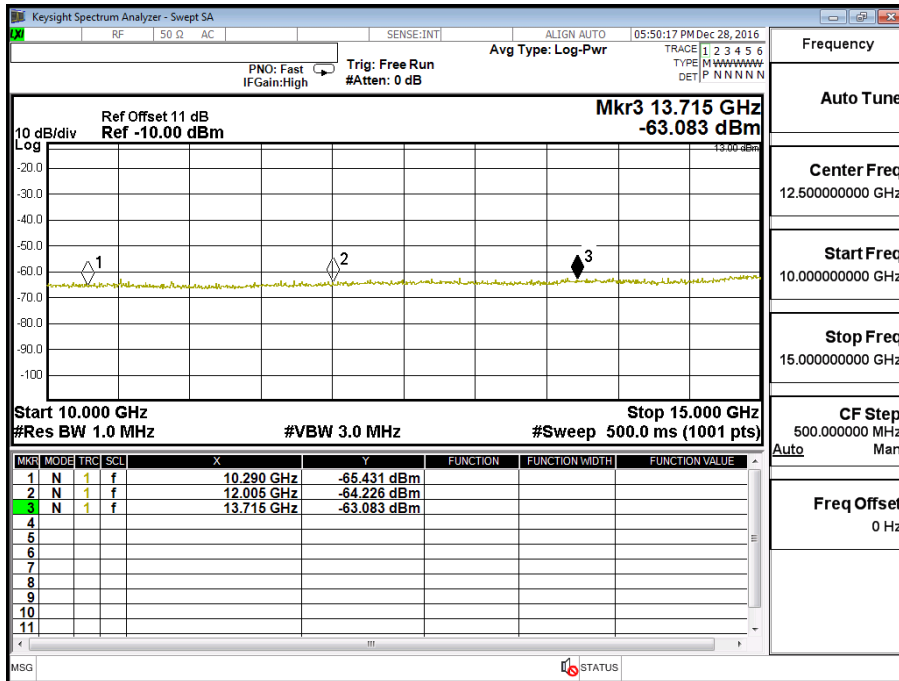 Keysight Spectrum Analyzer - Swept SA
LXI RF 50 Ω AC SENSE:INT ALIGN AUTO 05:50:17 PM Dec 28, 2016
Frequency
Avg Type: Log-Pwr
TRACE 1 2 3 4 5 6
PNO: Fast Trig: Free Run
TYPE M WWWWW
IFGain:High #Atten: 0 dB
DET P N N N N N
Auto Tune
Mkr3 13.715 GHz
Ref Offset 11 dB
-63.083 dBm
10 dB/div Ref -10.00 dBm
Log
-13.00 dBm
-20.0
-30.0
-40.0
-50.0
-60.0
-70.0
-80.0
-90.0
-100
1
2
3
Center Freq
12.500000000 GHz
Start Freq
10.000000000 GHz
Stop Freq
15.000000000 GHz
Start 10.000 GHz Stop 15.000 GHz
#Res BW 1.0 MHz #VBW 3.0 MHz #Sweep 500.0 ms (1001 pts)
CF Step
500.000000 MHz
Auto Man
MKR MODE TRC SCL X Y FUNCTION FUNCTION WIDTH FUNCTION VALUE
1 N 1 f 10.290 GHz -65.431 dBm
2 N 1 f 12.005 GHz -64.226 dBm
3 N 1 f 13.715 GHz -63.083 dBm
4
5
6
7
8
9
10
11
Freq Offset
0 Hz
MSG STATUS